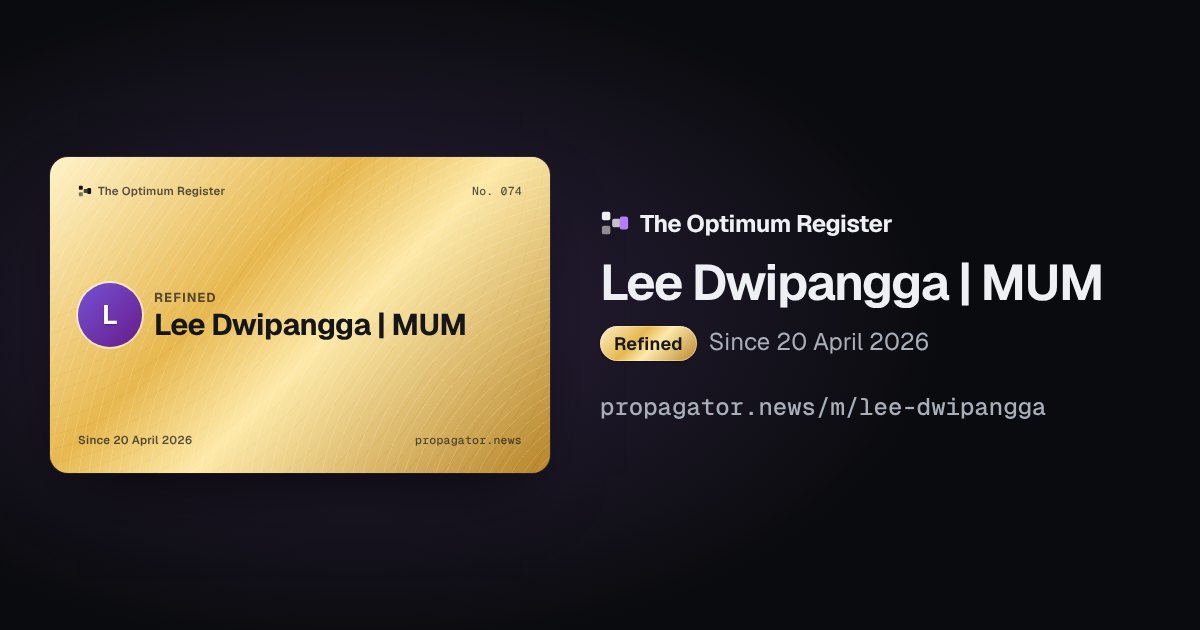 The Optimum Register
No. 074
L
REFINED
Lee Dwipangga | MUM
Since 20 April 2026
propagator.news
The Optimum Register
Lee Dwipangga | MUM
Refined
Since 20 April 2026
propagator.news/m/lee-dwipangga